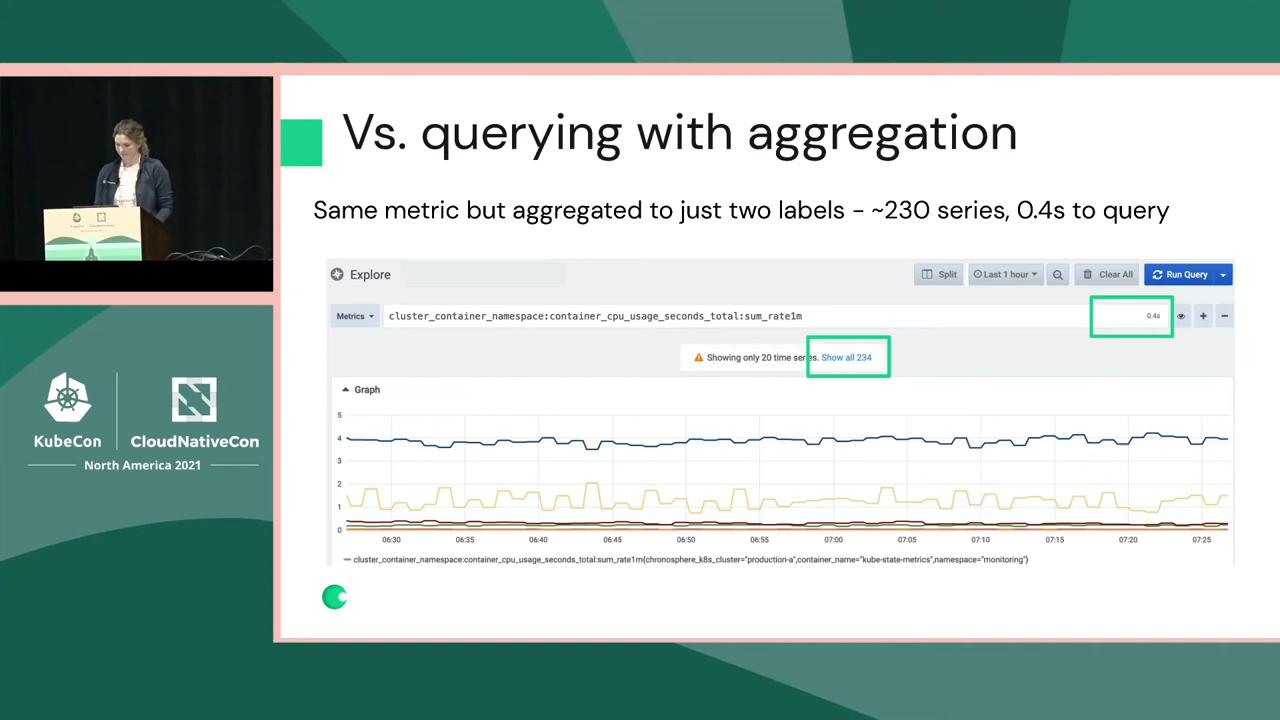 Vs. querying with aggregation
Same metric but aggregated to just two labels - ~230 series, 0.4s to query
Explore
Split
Last 1 hour
Clear All
Run Query
Metrics
cluster_container_namespace:container_cpu_usage_seconds_total:sum_rate1m
0.4s
Showing only 20 time series. Show all 234
Graph
5
4
3
2
1
0
06:30 06:35 06:40 06:45 06:50 06:55 07:00 07:05 07:10 07:15 07:20 07:25
cluster_container_namespace:container_cpu_usage_seconds_total:sum_rate1m{chronosphere_k8s_cluster="production-a",container_name="kube-state-metrics",namespace="monitoring"}
KubeCon
CloudNativeCon
North America 2021